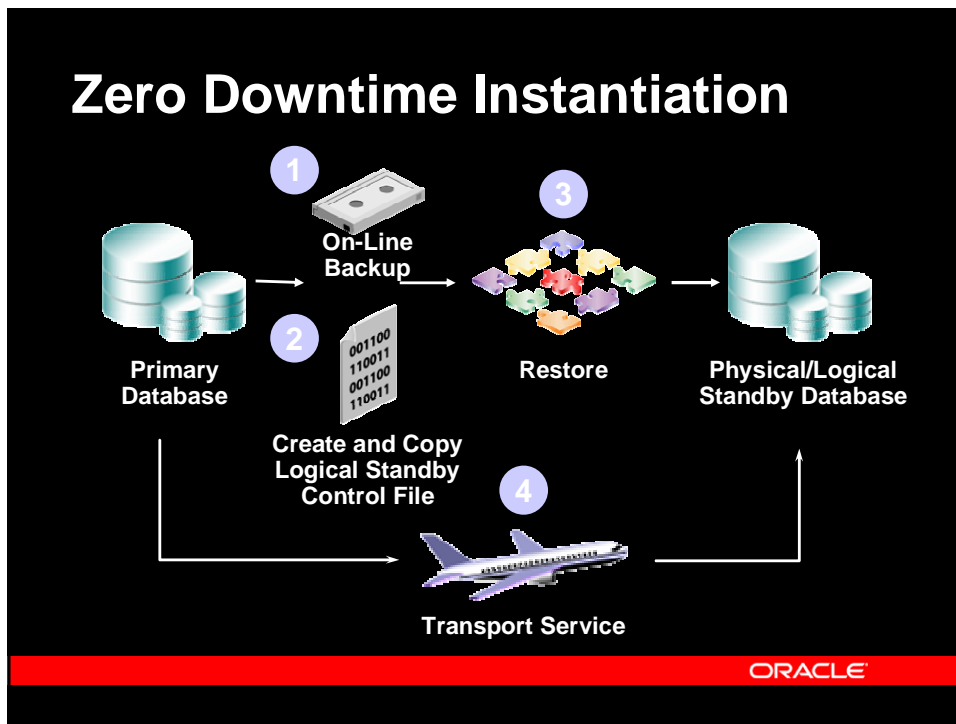 Zero Downtime Instantiation
1
On-Line
Backup
3
2
001100
110011
001100
110011
Primary
Database
Restore
Physical/Logical
Standby Database
Create and Copy
Logical Standby
Control File
4
Transport Service
ORACLE